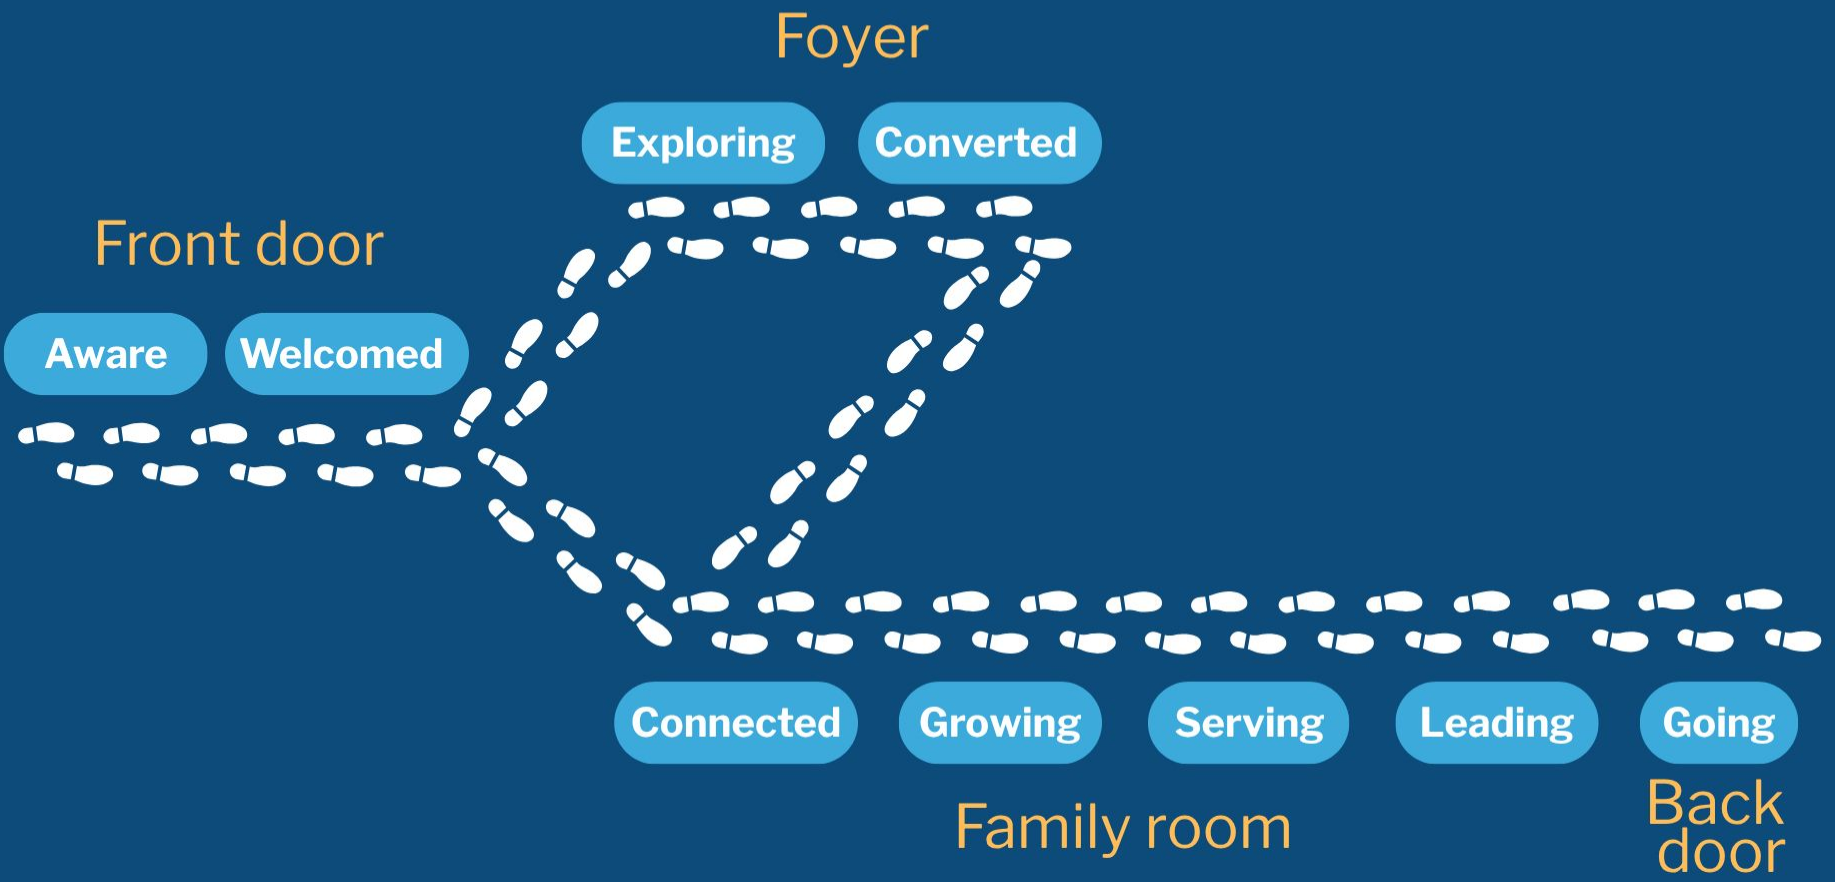 Foyer
Exploring
Converted
Front door
Aware
Welcomed
Connected
Growing
Serving
Leading
Going
Family room
Back
door